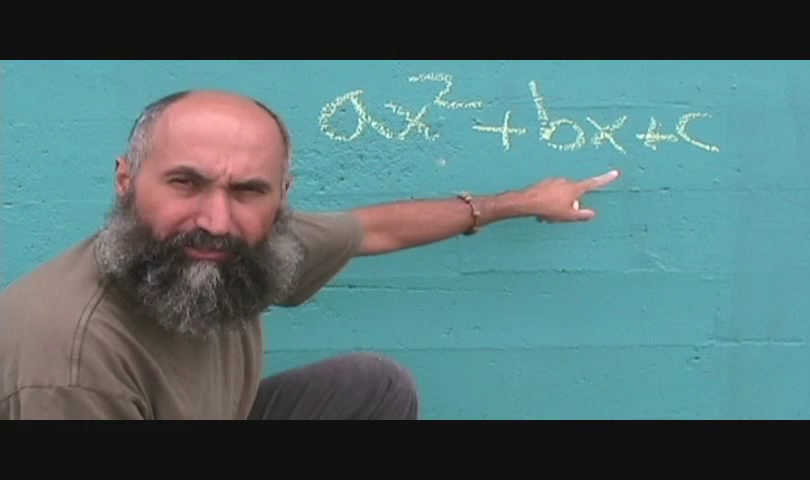 ax² + bx + c